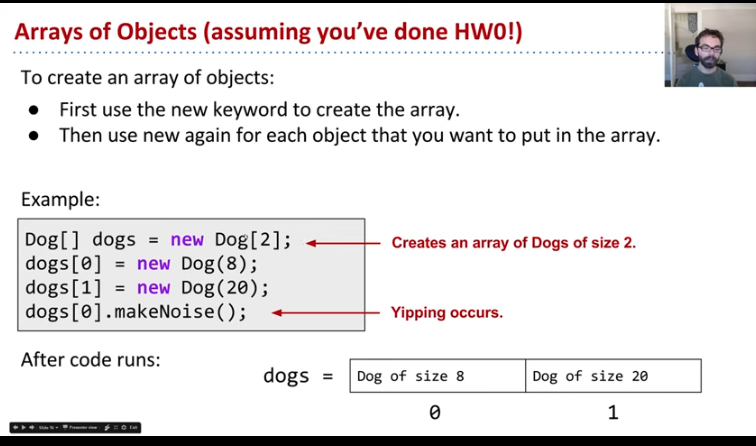 Arrays of Objects (assuming you've done HW0!)
To create an array of objects:
● First use the new keyword to create the array.
● Then use new again for each object that you want to put in the array.
Example:
Dog[] dogs = new Dog[2];
Creates an array of Dogs of size 2.
dogs[0] = new Dog(8);
dogs[1] = new Dog(20);
dogs[0].makeNoise();
Yipping occurs.
After code runs:
dogs =
Dog of size 8
Dog of size 20
0
1
Presenter view
Exit